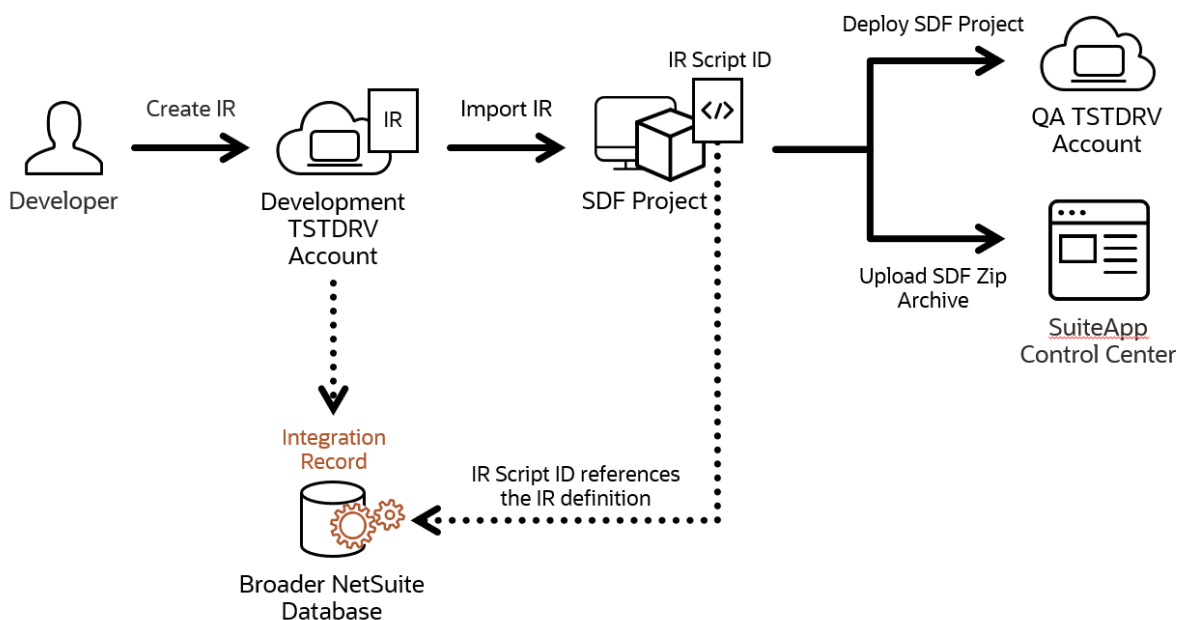 Deploy SDF Project
IR Script ID
Create IR
IR
Import IR
</>
QA TSTDRV
Account
Developer
Development
TSTDRV
Account
SDF Project
Upload SDF Zip
Archive
SuiteApp
Control Center
Integration
Record
IR Script ID references
the IR definition
Broader NetSuite
Database